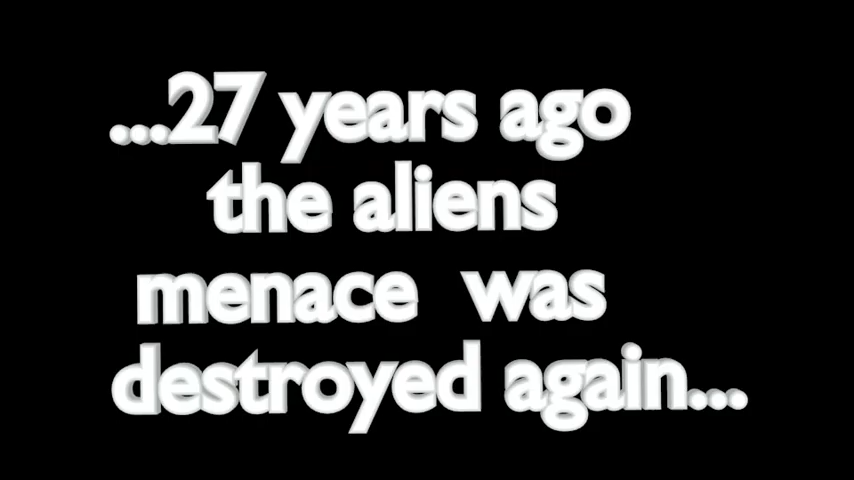 ...27 years ago
the aliens
menace was
destroyed again...